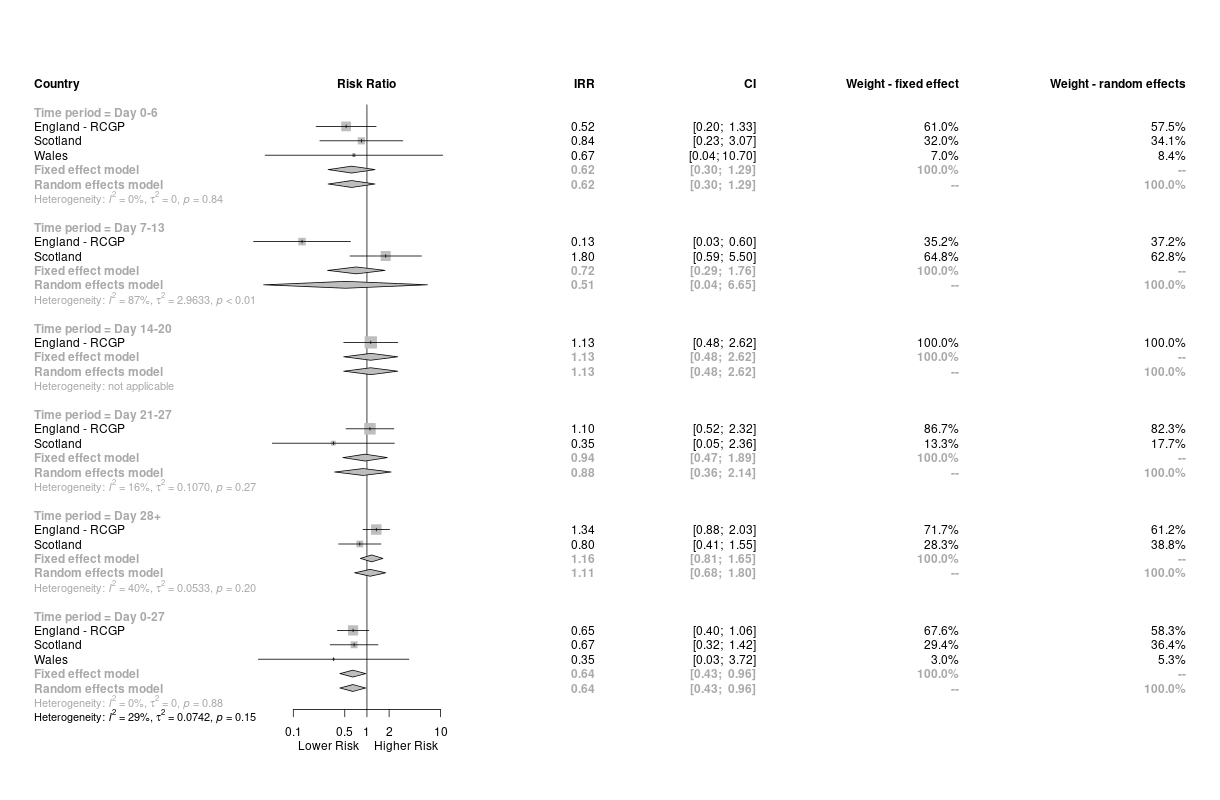 Country Risk Ratio IRR CI Weight - fixed effect Weight - random effects
Time period = Day 0-6
England - RCGP 0.52 [0.20; 1.33] 61.0% 57.5%
Scotland 0.84 [0.23; 3.07] 32.0% 34.1%
Wales 0.67 [0.04; 10.70] 7.0% 8.4%
Fixed effect model 0.62 [0.30; 1.29] 100.0% --
Random effects model 0.62 [0.30; 1.29] -- 100.0%
Heterogeneity: I² = 0%, τ² = 0, p = 0.84
Time period = Day 7-13
England - RCGP 0.13 [0.03; 0.60] 35.2% 37.2%
Scotland 1.80 [0.59; 5.50] 64.8% 62.8%
Fixed effect model 0.72 [0.29; 1.76] 100.0% --
Random effects model 0.51 [0.04; 6.65] -- 100.0%
Heterogeneity: I² = 87%, τ² = 2.9633, p < 0.01
Time period = Day 14-20
England - RCGP 1.13 [0.48; 2.62] 100.0% 100.0%
Fixed effect model 1.13 [0.48; 2.62] 100.0% --
Random effects model 1.13 [0.48; 2.62] -- 100.0%
Heterogeneity: not applicable
Time period = Day 21-27
England - RCGP 1.10 [0.52; 2.32] 86.7% 82.3%
Scotland 0.35 [0.05; 2.36] 13.3% 17.7%
Fixed effect model 0.94 [0.47; 1.89] 100.0% --
Random effects model 0.88 [0.36; 2.14] -- 100.0%
Heterogeneity: I² = 16%, τ² = 0.1070, p = 0.27
Time period = Day 28+
England - RCGP 1.34 [0.88; 2.03] 71.7% 61.2%
Scotland 0.80 [0.41; 1.55] 28.3% 38.8%
Fixed effect model 1.16 [0.81; 1.65] 100.0% --
Random effects model 1.11 [0.68; 1.80] -- 100.0%
Heterogeneity: I² = 40%, τ² = 0.0533, p = 0.20
Time period = Day 0-27
England - RCGP 0.65 [0.40; 1.06] 67.6% 58.3%
Scotland 0.67 [0.32; 1.42] 29.4% 36.4%
Wales 0.35 [0.03; 3.72] 3.0% 5.3%
Fixed effect model 0.64 [0.43; 0.96] 100.0% --
Random effects model 0.64 [0.43; 0.96] -- 100.0%
Heterogeneity: I² = 0%, τ² = 0, p = 0.88
Heterogeneity: I² = 29%, τ² = 0.0742, p = 0.15
0.1 0.5 1 2 10
Lower Risk Higher Risk